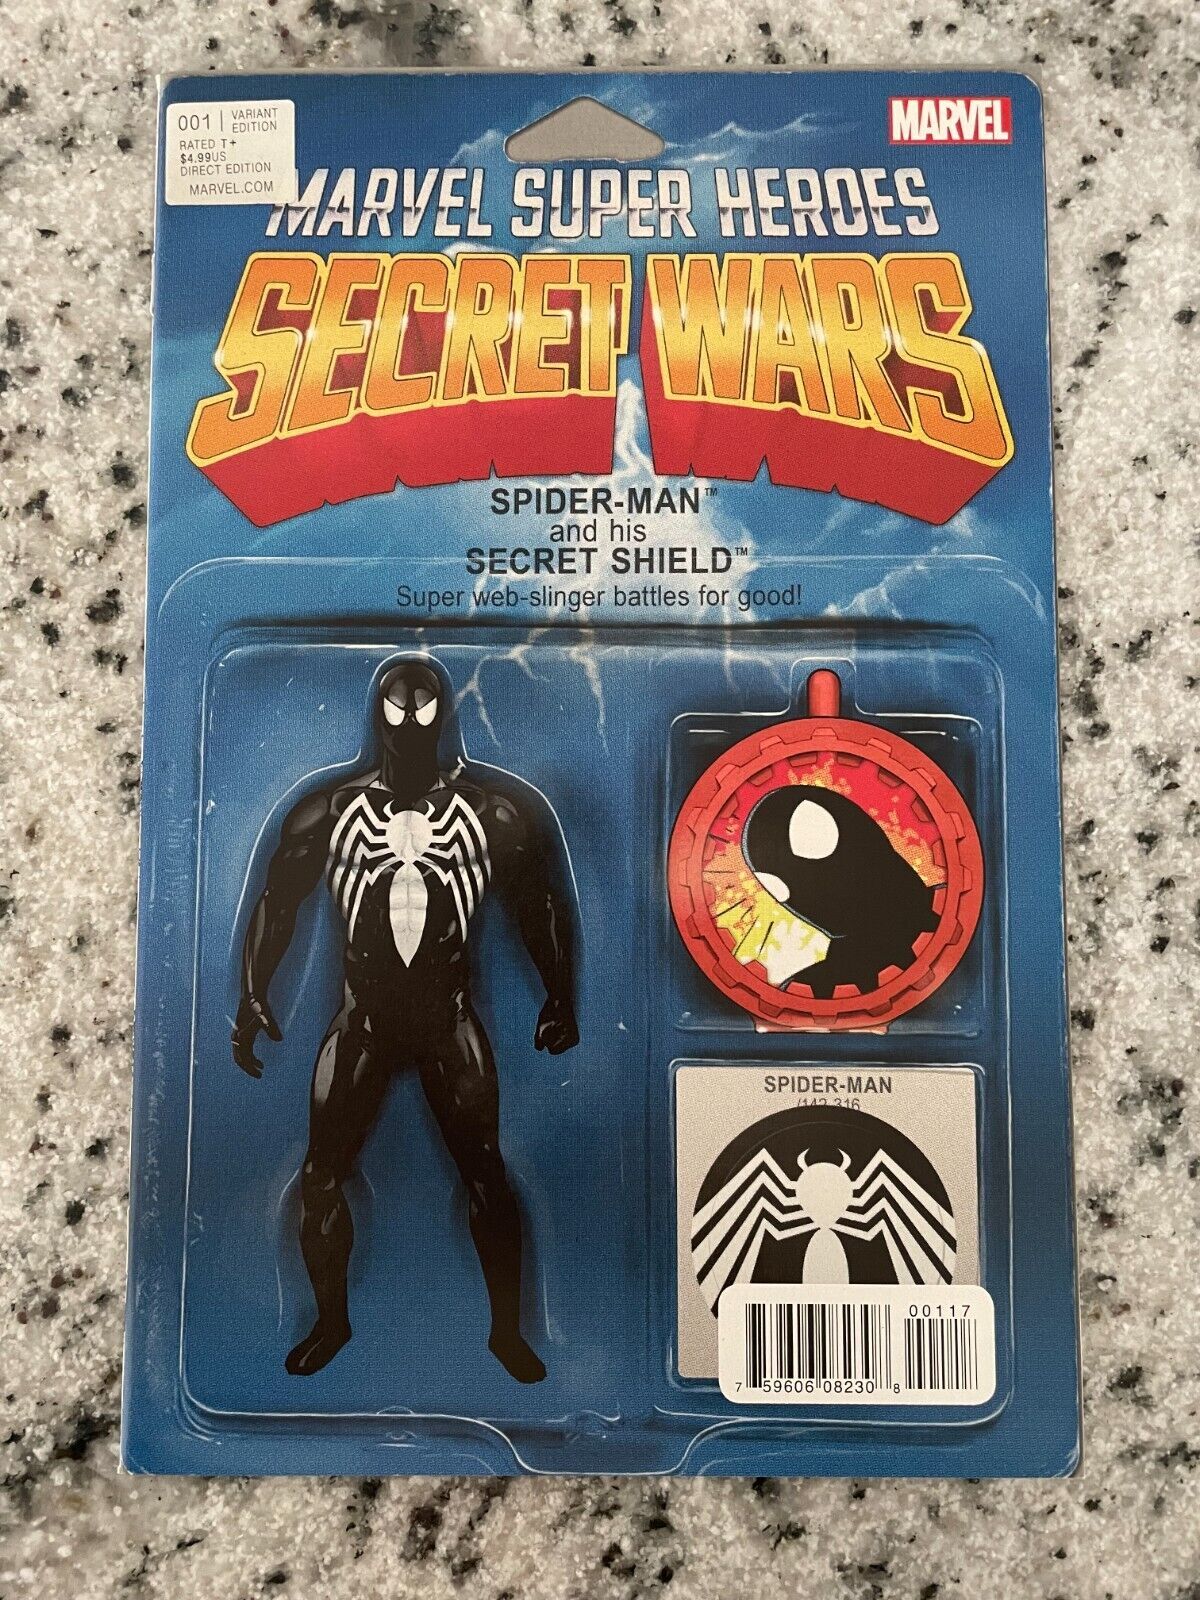 001 | VARIANT
EDITION
RATED T+
$4.99US
DIRECT EDITION
MARVEL.COM
MARVEL
MARVEL SUPER HEROES
SECRET WARS
SPIDER-MAN™
and his
SECRET SHIELD™
Super web-slinger battles for good!
SPIDER-MAN
00117
7 59606 08230 8